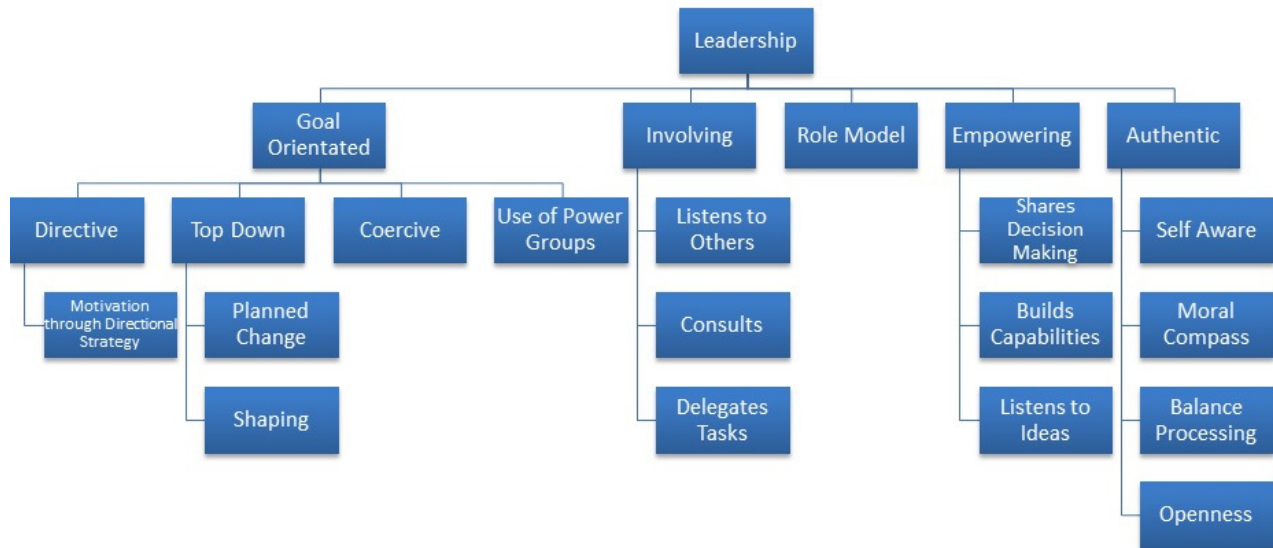 Leadership
Goal
Orientated
Involving
Role Model
Empowering
Authentic
Directive
Top Down
Coercive
Use of Power
Groups
Listens to
Others
Shares
Decision
Making
Self Aware
Motivation
through Directional
Strategy
Planned
Change
Consults
Builds
Capabilities
Moral
Compass
Shaping
Delegates
Tasks
Listens to
Ideas
Balance
Processing
Openness